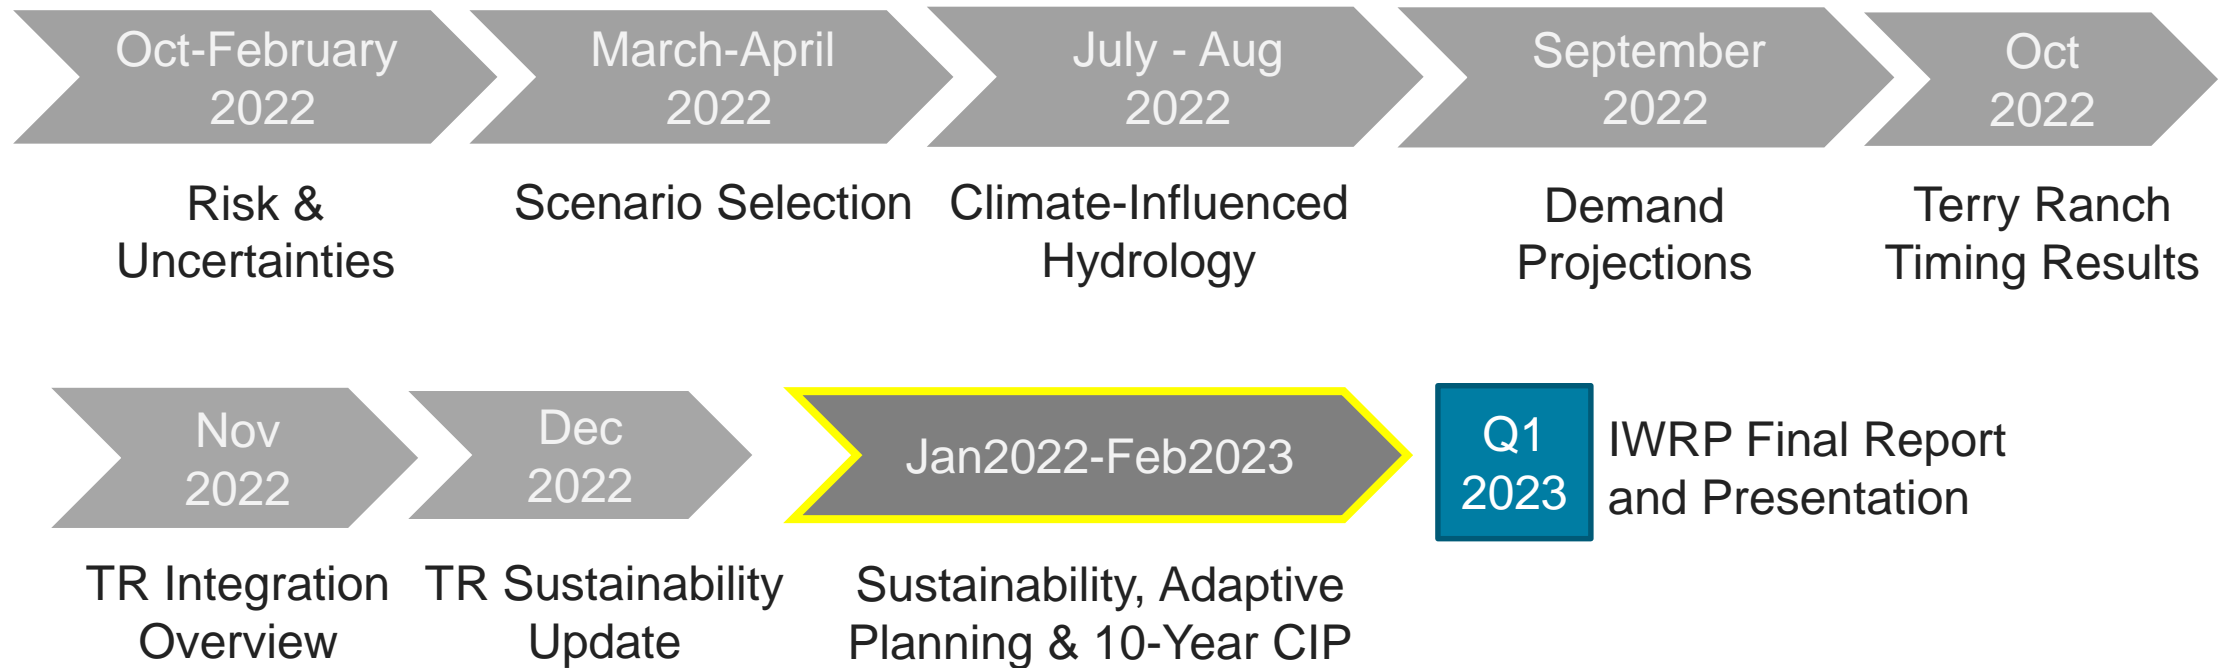 Oct-February
2022
Risk &
Uncertainties
March-April
2022
Scenario Selection
July - Aug
2022
Climate-Influenced
Hydrology
September
2022
Demand
Projections
Oct
2022
Terry Ranch
Timing Results
Nov
2022
TR Integration
Overview
Dec
2022
TR Sustainability
Update
Jan2022-Feb2023
Sustainability, Adaptive
Planning & 10-Year CIP
Q1
2023
IWRP Final Report
and Presentation